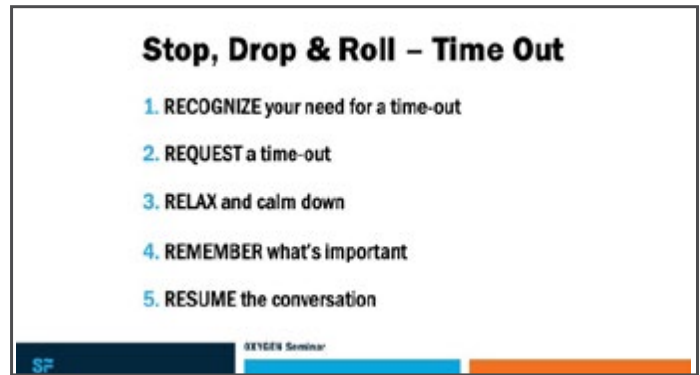 Stop, Drop & Roll – Time Out
1. RECOGNIZE your need for a time-out
2. REQUEST a time-out
3. RELAX and calm down
4. REMEMBER what's important
5. RESUME the conversation
OXYGEN Seminar
SF